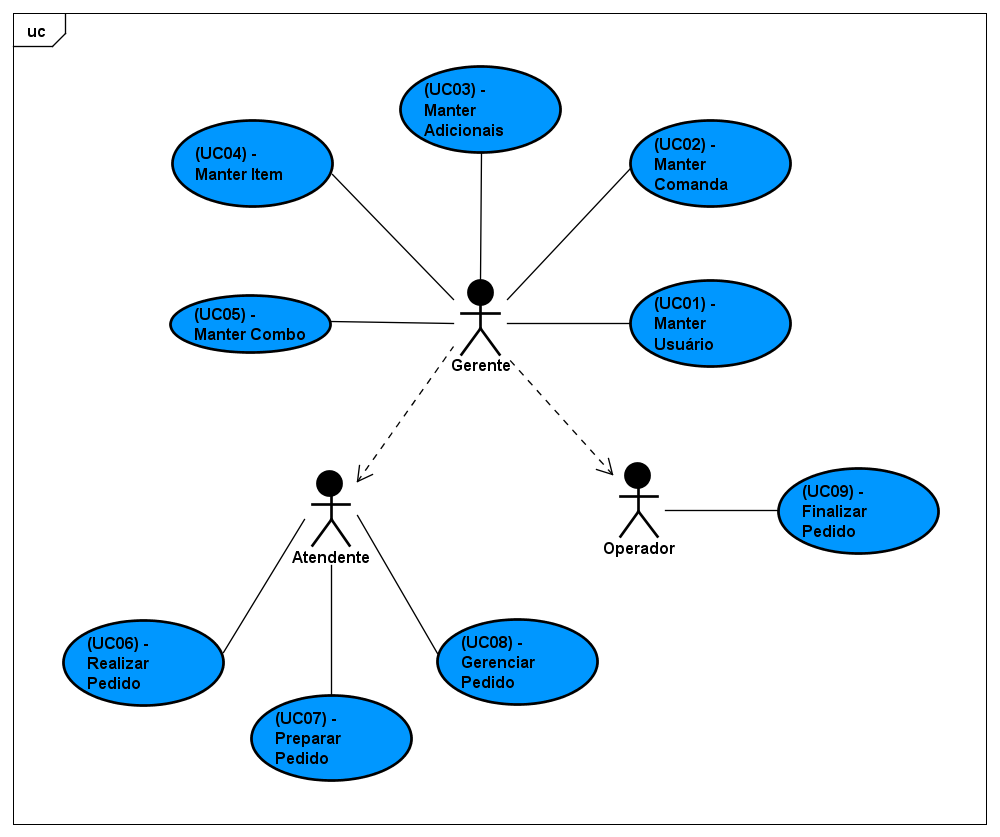 uc
(UC03) -
Manter
Adicionais
(UC04) -
Manter Item
(UC02) -
Manter
Comanda
(UC05) -
Manter Combo
(UC01) -
Manter
Usuário
Gerente
Atendente
Operador
(UC09) -
Finalizar
Pedido
(UC06) -
Realizar
Pedido
(UC07) -
Preparar
Pedido
(UC08) -
Gerenciar
Pedido